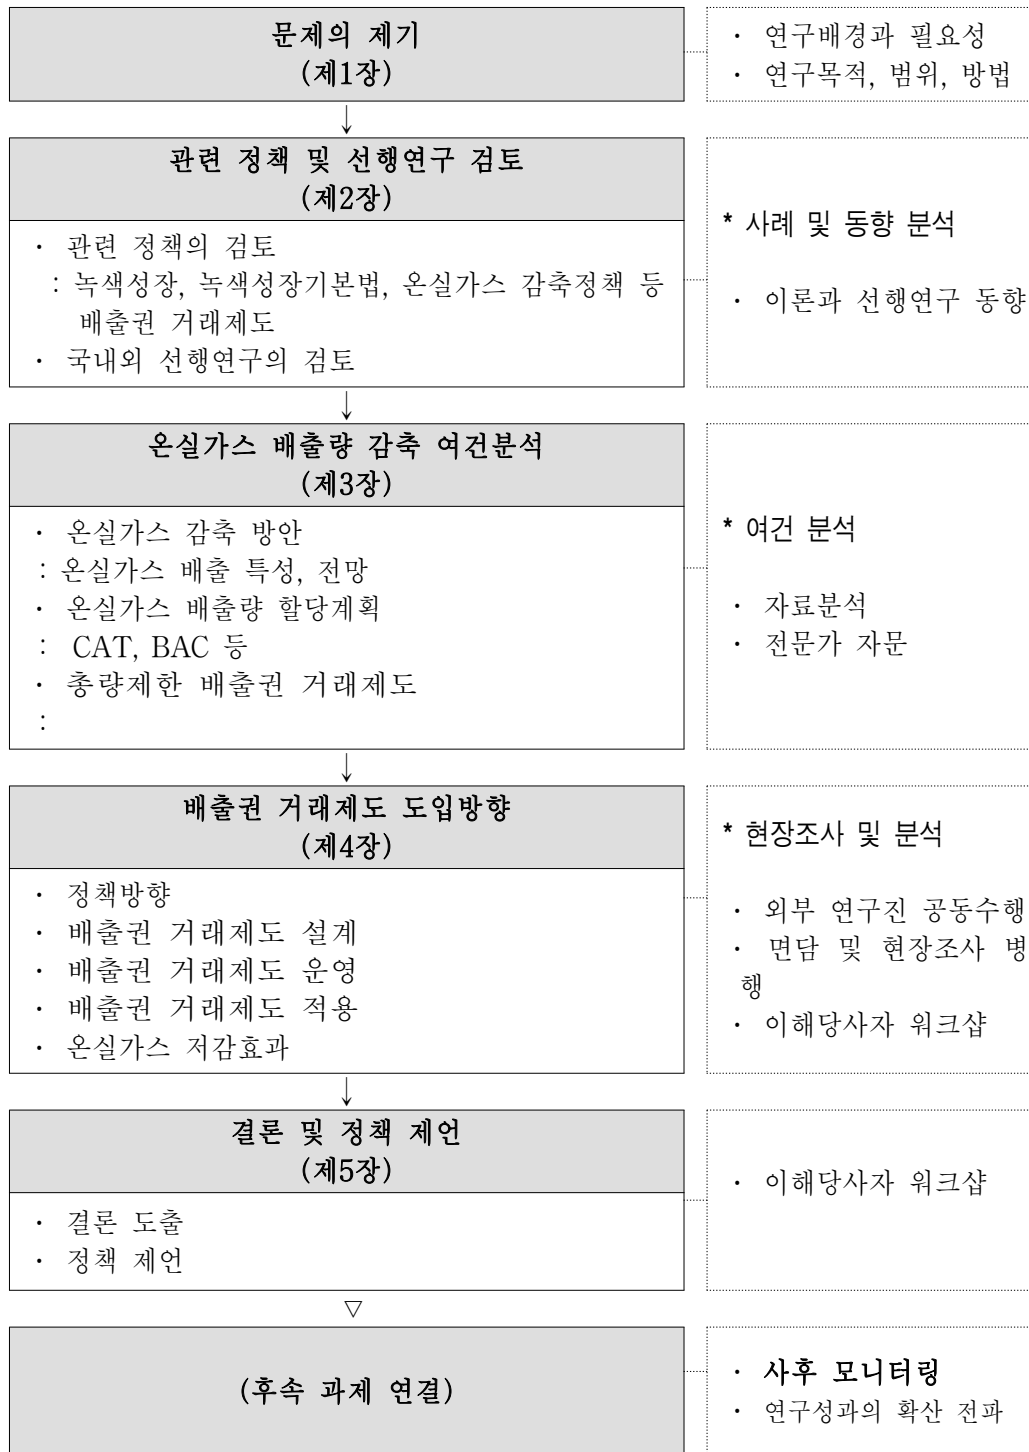 문제의 제기
(제1장)
· 연구배경과 필요성
· 연구목적, 범위, 방법
↓
관련 정책 및 선행연구 검토
(제2장)
· 관련 정책의 검토
: 녹색성장, 녹색성장기본법, 온실가스 감축정책 등
배출권 거래제도
· 국내외 선행연구의 검토
* 사례 및 동향 분석
· 이론과 선행연구 동향
↓
온실가스 배출량 감축 여건분석
(제3장)
· 온실가스 감축 방안
: 온실가스 배출 특성, 전망
· 온실가스 배출량 할당계획
: CAT, BAC 등
· 총량제한 배출권 거래제도
:
* 여건 분석
· 자료분석
· 전문가 자문
↓
배출권 거래제도 도입방향
(제4장)
· 정책방향
· 배출권 거래제도 설계
· 배출권 거래제도 운영
· 배출권 거래제도 적용
· 온실가스 저감효과
* 현장조사 및 분석
· 외부 연구진 공동수행
· 면담 및 현장조사 병
행
· 이해당사자 워크샵
↓
결론 및 정책 제언
(제5장)
· 결론 도출
· 정책 제언
· 이해당사자 워크샵
▽
(후속 과제 연결)
· 사후 모니터링
· 연구성과의 확산 전파